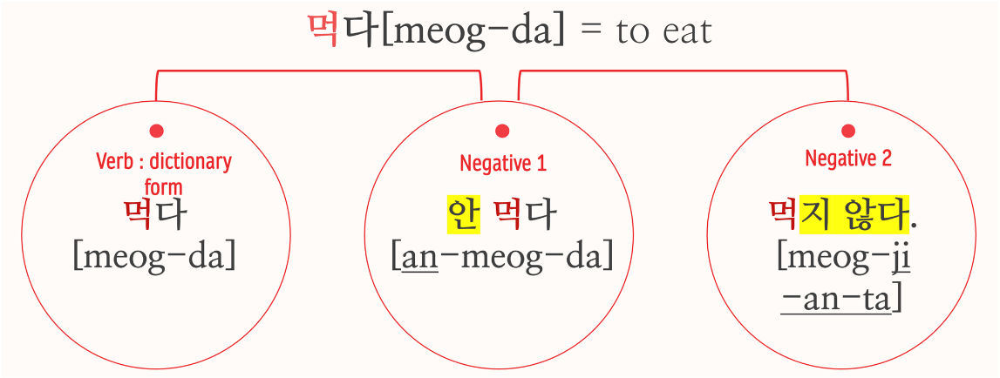 먹다[meog-da] = to eat
Verb : dictionary
form
먹다
[meog-da]
Negative 1
안 먹다
[an-meog-da]
Negative 2
먹지 않다.
[meog-ji
-an-ta]